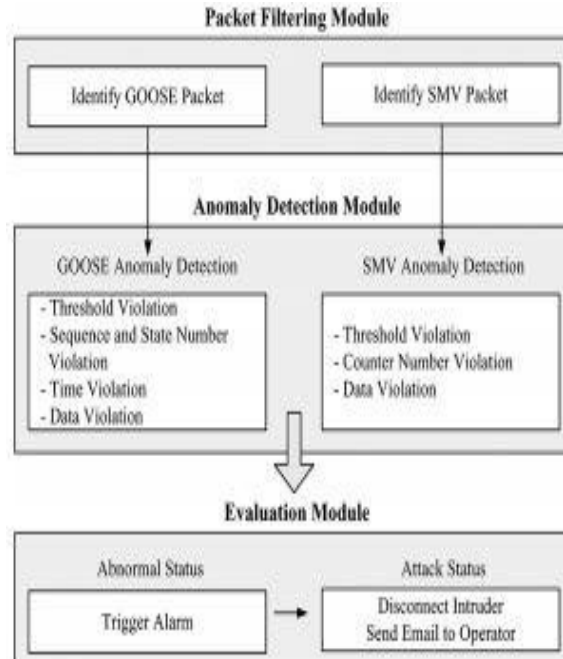 Packet Filtering Module
Identify GOOSE Packet
Identify SMV Packet
Anomaly Detection Module
GOOSE Anomaly Detection
- Threshold Violation
- Sequence and State Number
Violation
- Time Violation
- Data Violation
SMV Anomaly Detection
- Threshold Violation
- Counter Number Violation
- Data Violation
Evaluation Module
Abnormal Status
Trigger Alarm
Attack Status
Disconnect Intruder
Send Email to Operator